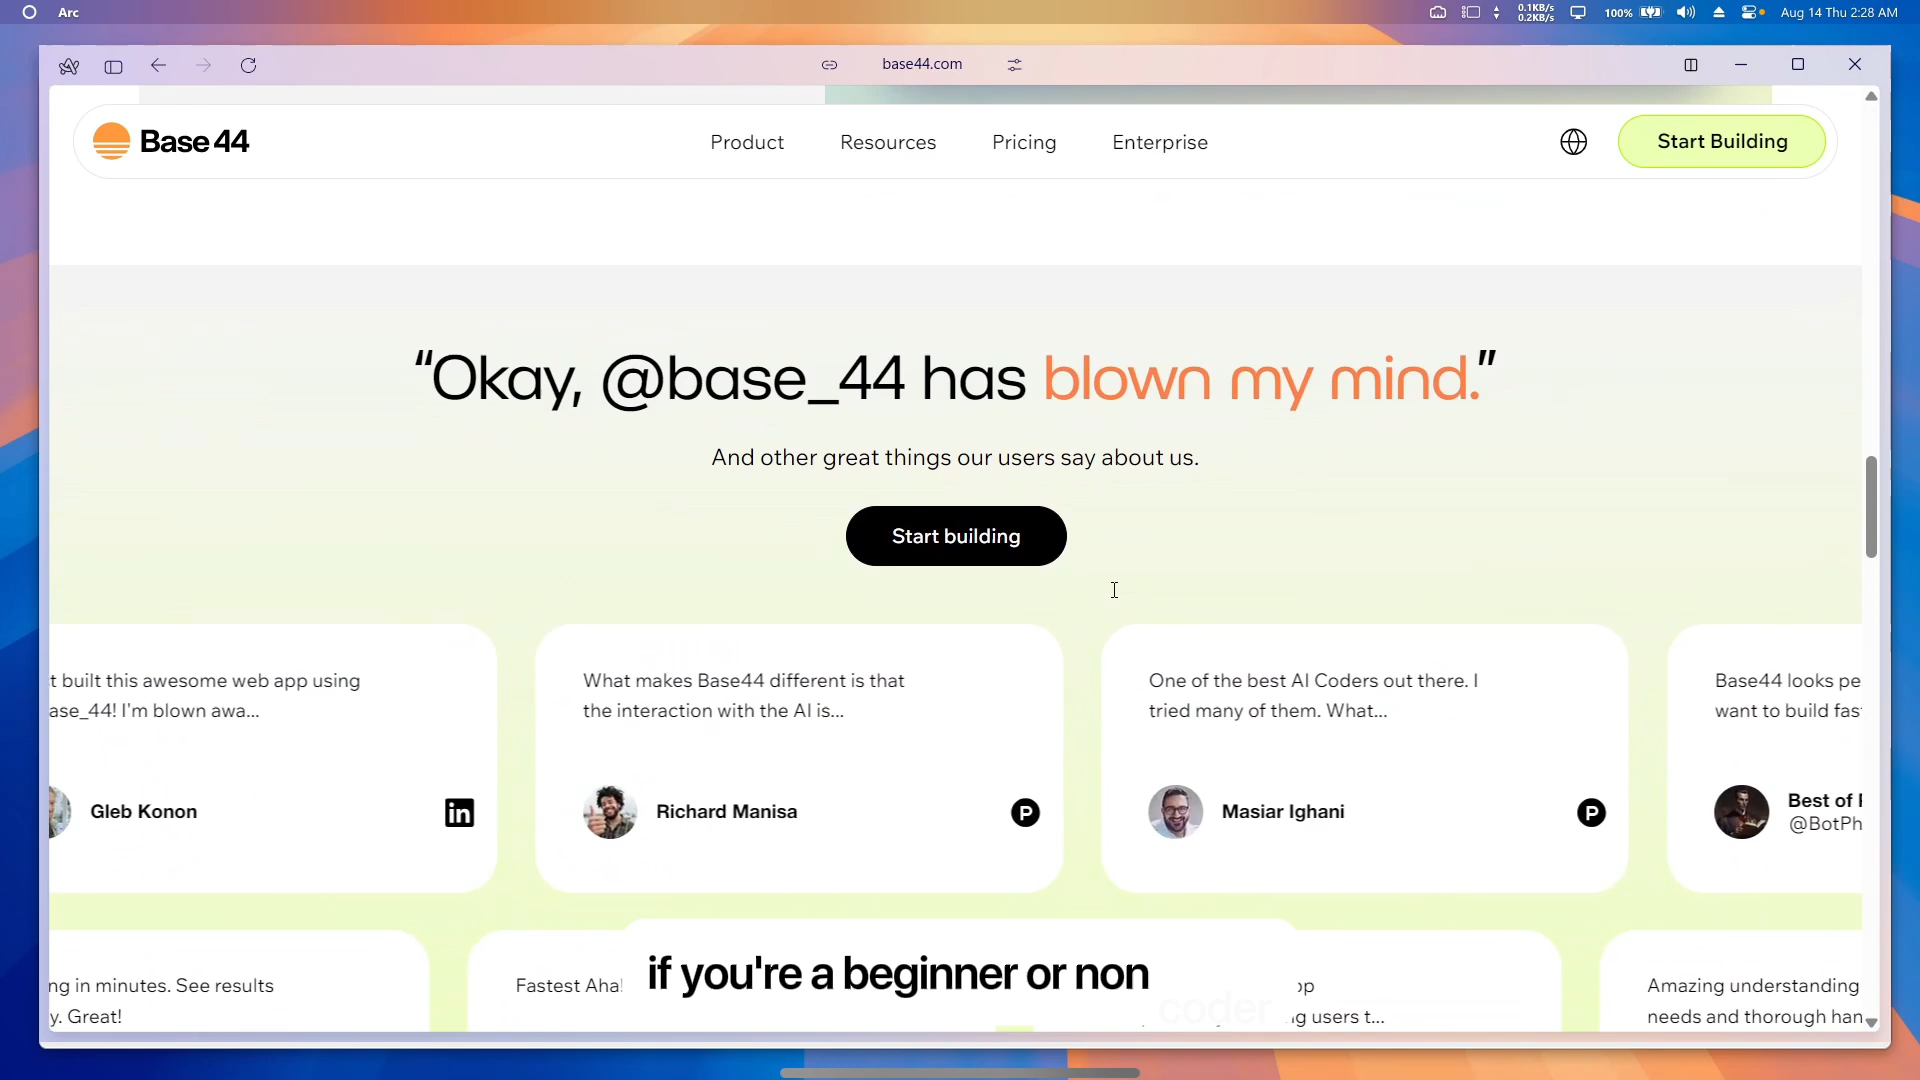 Arc
0.1KB/s
0.2KB/s
100%
Aug 14 Thu 2:28 AM
base44.com
Base 44
Product
Resources
Pricing
Enterprise
Start Building
“Okay, @base_44 has blown my mind.”
And other great things our users say about us.
Start building
t built this awesome web app using
ase_44! I'm blown awa...
Gleb Konon
in
What makes Base44 different is that
the interaction with the AI is...
Richard Manisa
P
One of the best AI Coders out there. I
tried many of them. What...
Masiar Ighani
P
Base44 looks pe
want to build fas
Best of
@BotPh
ng in minutes. See results
y. Great!
Fastest Aha!
if you're a beginner or non
coder
pp
g users t...
Amazing understanding
needs and thorough han